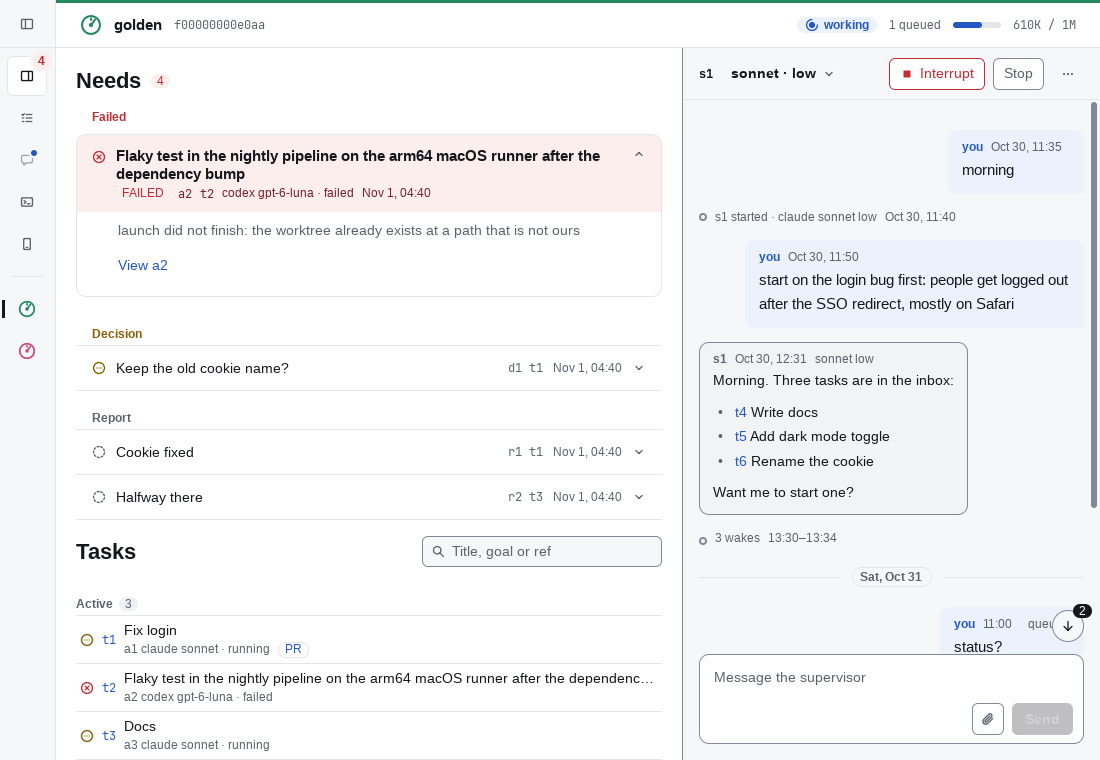 golden f00000000e0aa
working 1 queued 610K / 1M
4
Needs 4
Failed
Flaky test in the nightly pipeline on the arm64 macOS runner after the
dependency bump
FAILED a2 t2 codex gpt-6-luna · failed Nov 1, 04:40
launch did not finish: the worktree already exists at a path that is not ours
View a2
Decision
Keep the old cookie name? d1 t1 Nov 1, 04:40
Report
Cookie fixed r1 t1 Nov 1, 04:40
Halfway there r2 t3 Nov 1, 04:40
Tasks
Title, goal or ref
Active 3
t1 Fix login
a1 claude sonnet · running PR
t2 Flaky test in the nightly pipeline on the arm64 macOS runner after the dependenc…
a2 codex gpt-6-luna · failed
t3 Docs
a3 claude sonnet · running
s1 sonnet · low Interrupt Stop
you Oct 30, 11:35
morning
s1 started · claude sonnet low Oct 30, 11:40
you Oct 30, 11:50
start on the login bug first: people get logged out
after the SSO redirect, mostly on Safari
s1 Oct 30, 12:31 sonnet low
Morning. Three tasks are in the inbox:
• t4 Write docs
• t5 Add dark mode toggle
• t6 Rename the cookie
Want me to start one?
3 wakes 13:30–13:34
Sat, Oct 31
you 11:00
2
status?
Message the supervisor
Send